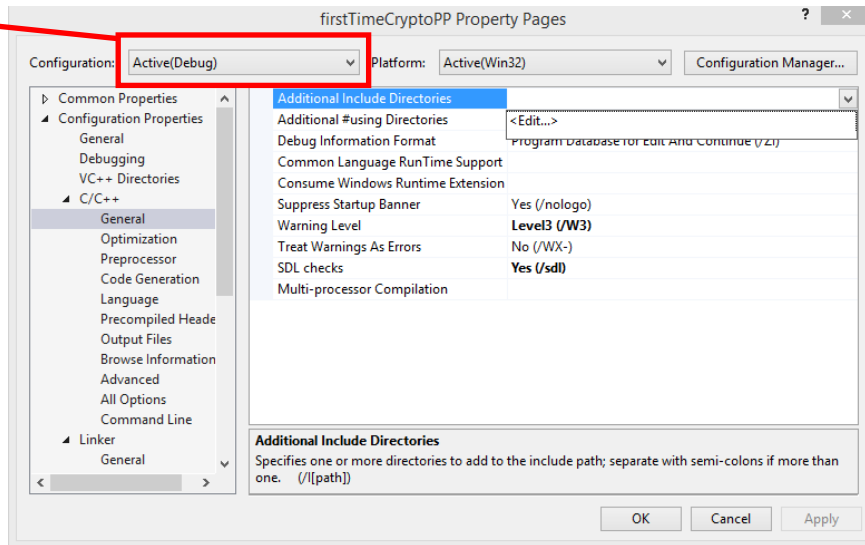 firstTimeCryptoPP Property Pages
Configuration: Active(Debug) Platform: Active(Win32) Configuration Manager...
Common Properties
Configuration Properties
General
Debugging
VC++ Directories
C/C++
General
Optimization
Preprocessor
Code Generation
Language
Precompiled Heade
Output Files
Browse Information
Advanced
All Options
Command Line
Linker
General
Additional Include Directories
Additional #using Directories <Edit...>
Debug Information Format Program Database for Edit And Continue (/ZI)
Common Language RunTime Support
Consume Windows Runtime Extension
Suppress Startup Banner Yes (/nologo)
Warning Level Level3 (/W3)
Treat Warnings As Errors No (/WX-)
SDL checks Yes (/sdl)
Multi-processor Compilation
Additional Include Directories
Specifies one or more directories to add to the include path; separate with semi-colons if more than
one. (/I[path])
OK Cancel Apply